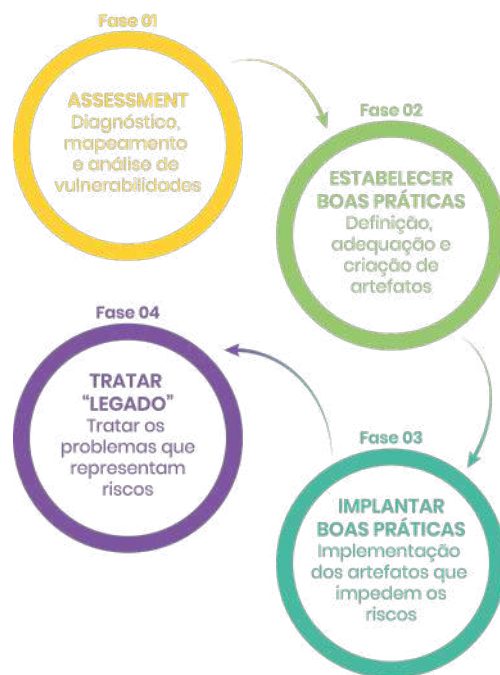 Fase 01
ASSESSMENT
Diagnóstico,
mapeamento
e análise de
vulnerabilidades
Fase 02
ESTABELECER
BOAS PRÁTICAS
Definição,
adequação e
criação de
artefatos
Fase 03
IMPLANTAR
BOAS PRÁTICAS
Implementação
dos artefatos que
impedem os
riscos
Fase 04
TRATAR
“LEGADO”
Tratar os
problemas que
representam
riscos